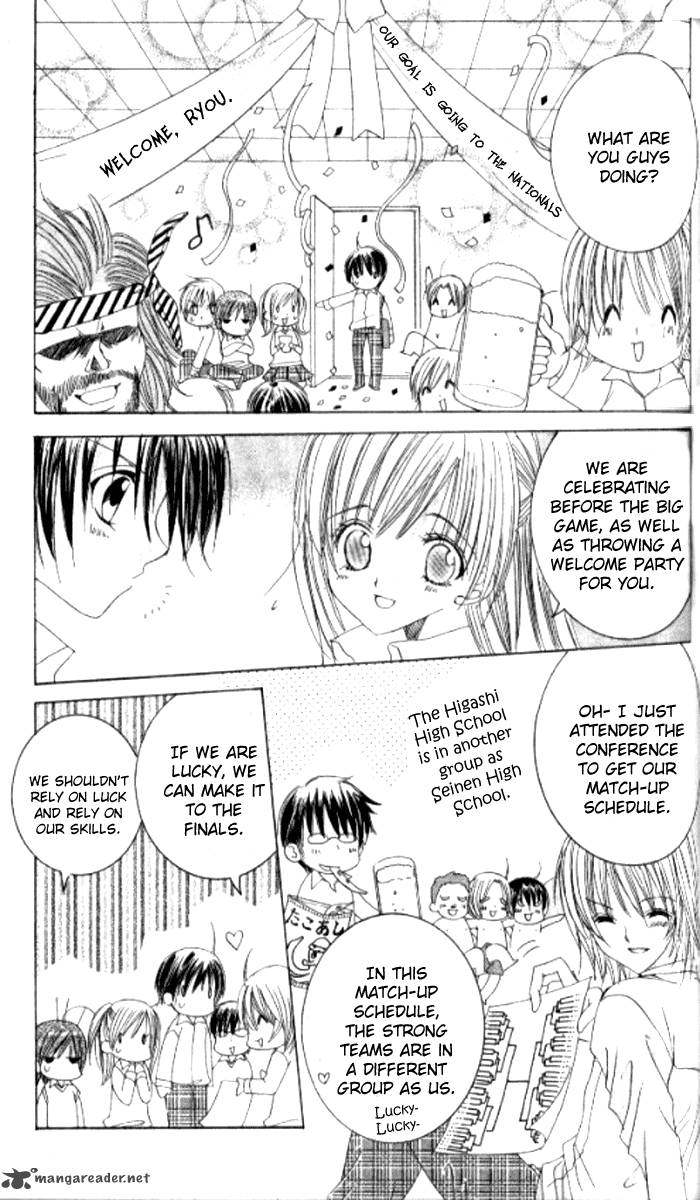 WELCOME, RYOU.
OUR GOAL IS GOING TO THE NATIONALS
WHAT ARE
YOU GUYS
DOING?
WE ARE
CELEBRATING
BEFORE THE BIG
GAME, AS WELL
AS THROWING A
WELCOME PARTY
FOR YOU.
OH- I JUST
ATTENDED THE
CONFERENCE
TO GET OUR
MATCH-UP
SCHEDULE.
The Higashi
High School
is in another
group as
Seinen High
School.
たこあし
IN THIS
MATCH-UP
SCHEDULE,
THE STRONG
TEAMS ARE IN
A DIFFERENT
GROUP AS US.
Lucky-
Lucky-
IF WE ARE
LUCKY, WE
CAN MAKE IT
TO THE
FINALS.
WE SHOULDN'T
RELY ON LUCK
AND RELY ON
OUR SKILLS.
mangareader.net